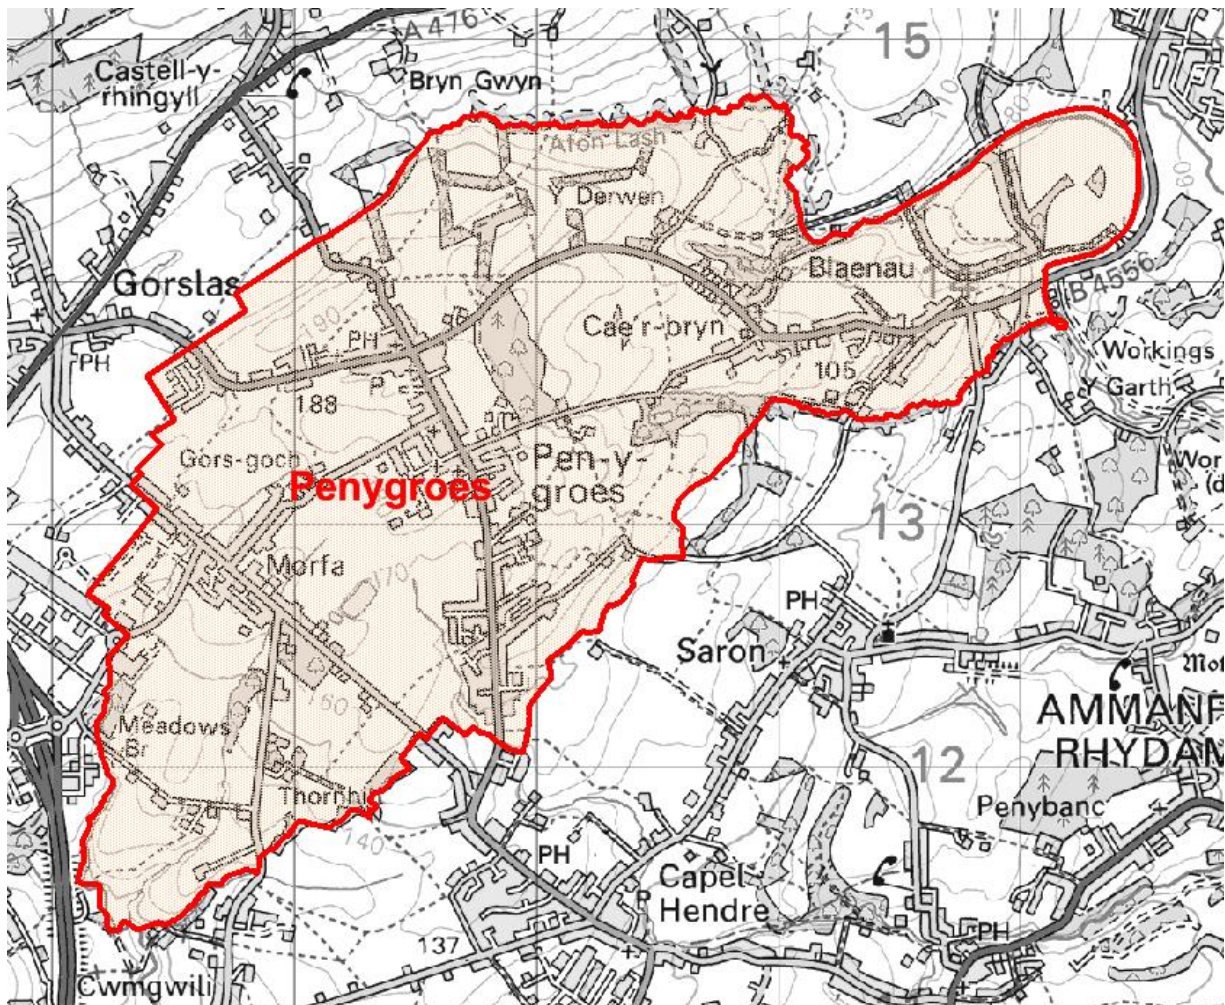 A 476
15
Castell-y-
rhingyll
Bryn Gwyn
Afon Lash
Y Derwen
Gorslas
Blaenau
14
B 4556
190
Cae'r-bryn
PH
PH
Workings
P
105
Y Garth
188
Gors-goch
Pen-y-
groes
Penygroes
13
Morfa
170
PH
Saron
160
AMMANF
RHYDAM
Meadows
Br
12
Penybanc
Thornhill
140
PH
Capel
Hendre
P
PH
137
Cwmgwili